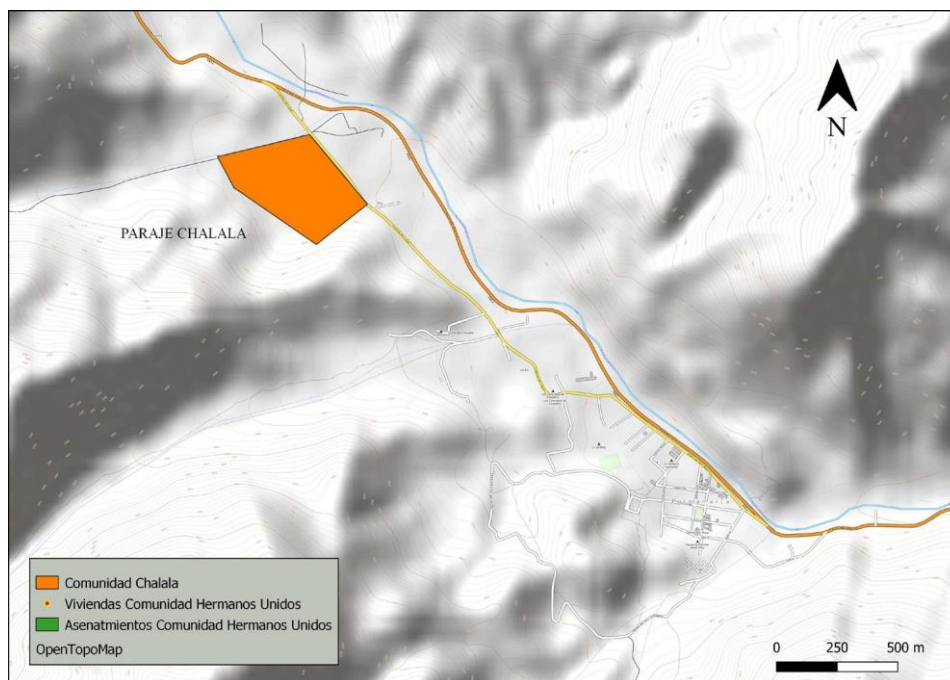 N
PARAJE CHALALA
Comunidad Chalala
Viviendas Comunidad Hermanos Unidos
Asenatmientos Comunidad Hermanos Unidos
OpenTopoMap
0 250 500 m